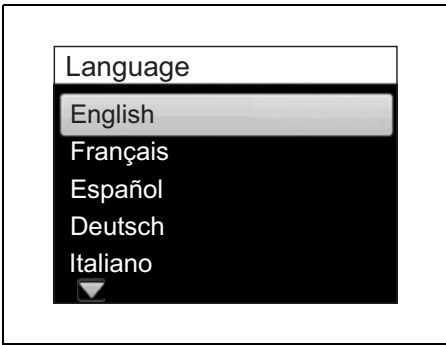 Language
English
Français
Español
Deutsch
Italiano